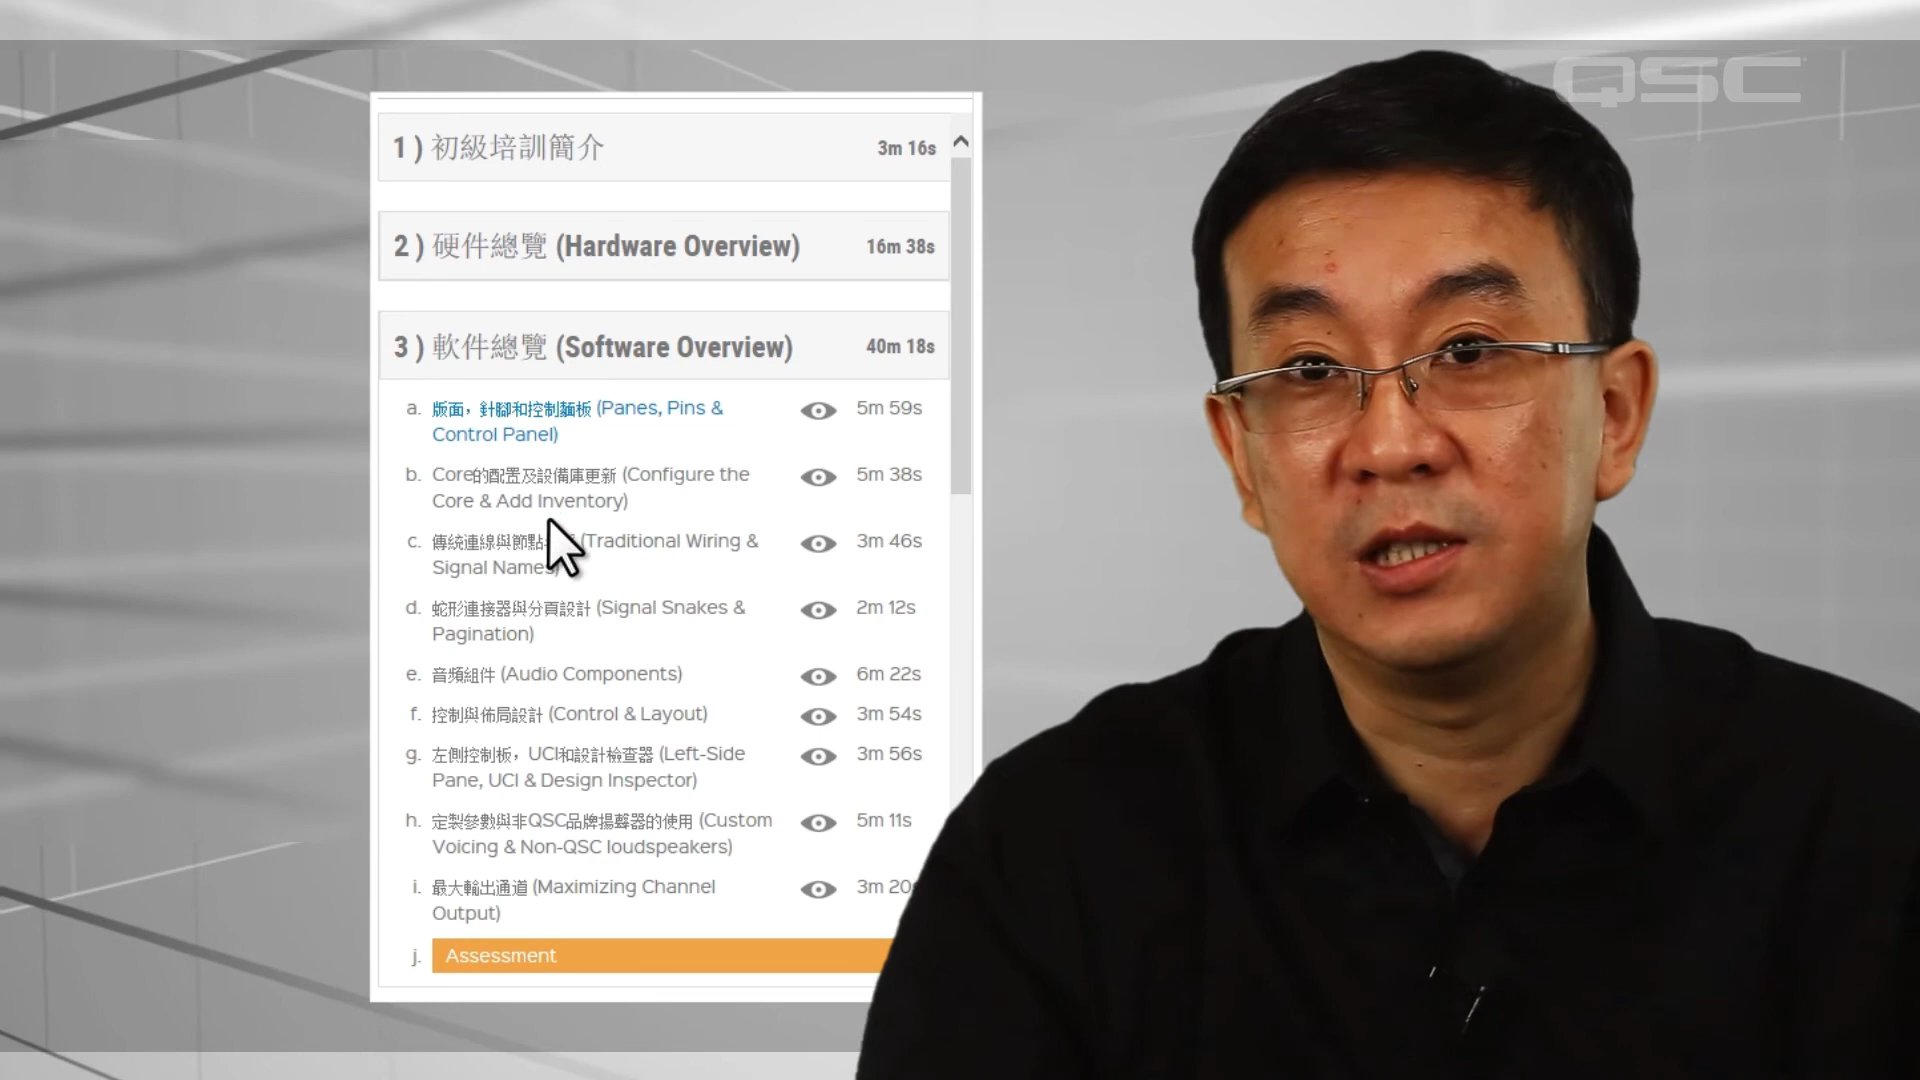 QSC
1 ) 初級培訓簡介 3m 16s
2 ) 硬件總覽 (Hardware Overview) 16m 38s
3 ) 軟件總覽 (Software Overview) 40m 18s
a. 版面，針腳和控制麵板 (Panes, Pins & 5m 59s
Control Panel)
b. Core的配置及設備庫更新 (Configure the 5m 38s
Core & Add Inventory)
c. 傳統連線與節點 (Traditional Wiring & 3m 46s
Signal Names)
d. 蛇形連接器與分頁設計 (Signal Snakes & 2m 12s
Pagination)
e. 音頻組件 (Audio Components) 6m 22s
f. 控制與佈局設計 (Control & Layout) 3m 54s
g. 左側控制板，UCI和設計檢查器 (Left-Side 3m 56s
Pane, UCI & Design Inspector)
h. 定製參數與非QSC品牌揚聲器的使用 (Custom 5m 11s
Voicing & Non-QSC loudspeakers)
i. 最大輸出通道 (Maximizing Channel 3m 20s
Output)
j. Assessment